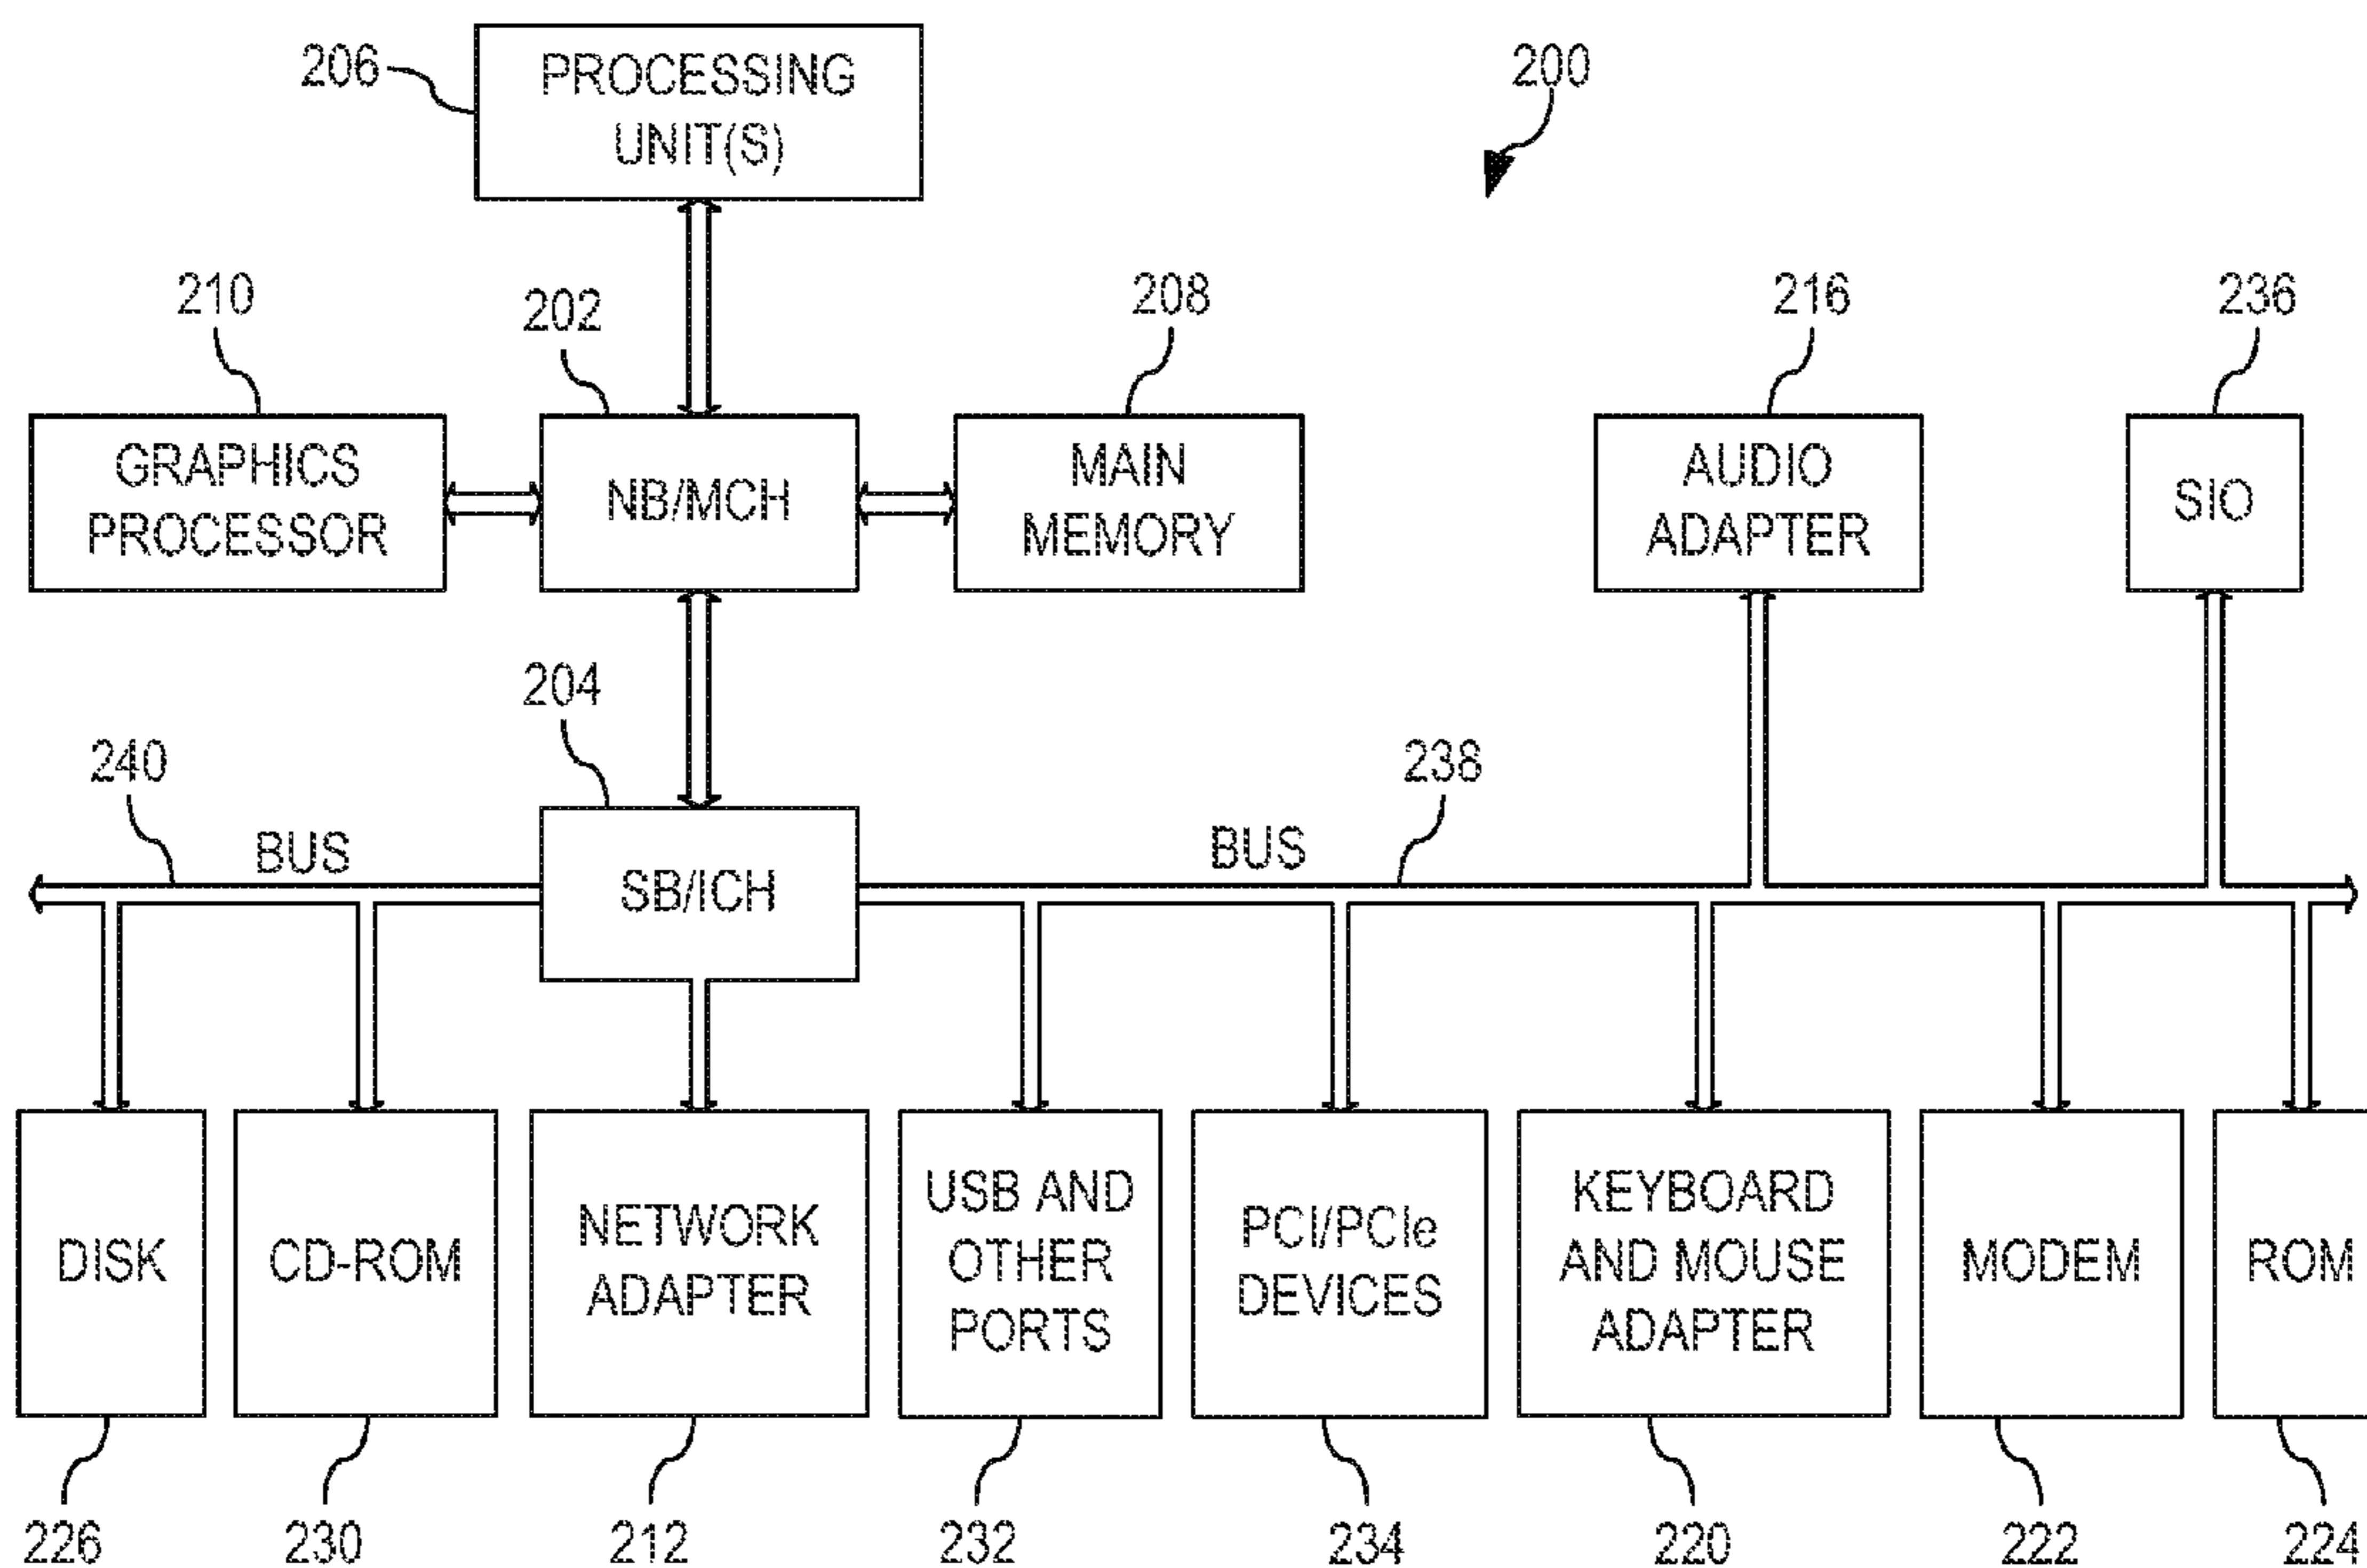 206
PROCESSING
UNIT(S)
200
210
202
208
216
236
GRAPHICS
PROCESSOR
NB/MCH
MAIN
MEMORY
AUDIO
ADAPTER
SIO
204
240
BUS
SB/ICH
BUS
238
DISK
CD-ROM
NETWORK
ADAPTER
USB AND
OTHER
PORTS
PCI/PCIe
DEVICES
KEYBOARD
AND MOUSE
ADAPTER
MODEM
ROM
226
230
212
232
234
220
222
224